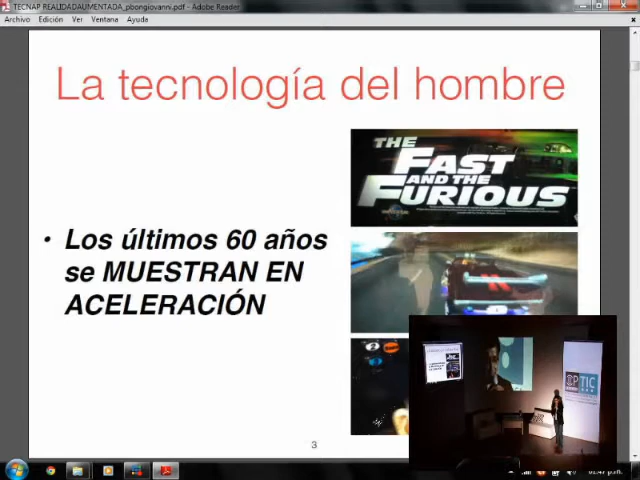 TECNAP REALIDADAUMENTADA_pbongiovanni.pdf - Adobe Reader
Archivo Edición Ver Ventana Ayuda
La tecnología del hombre
THE
FAST
AND THE
FURIOUS
• Los últimos 60 años
se MUESTRAN EN
ACELERACIÓN
TIC
3